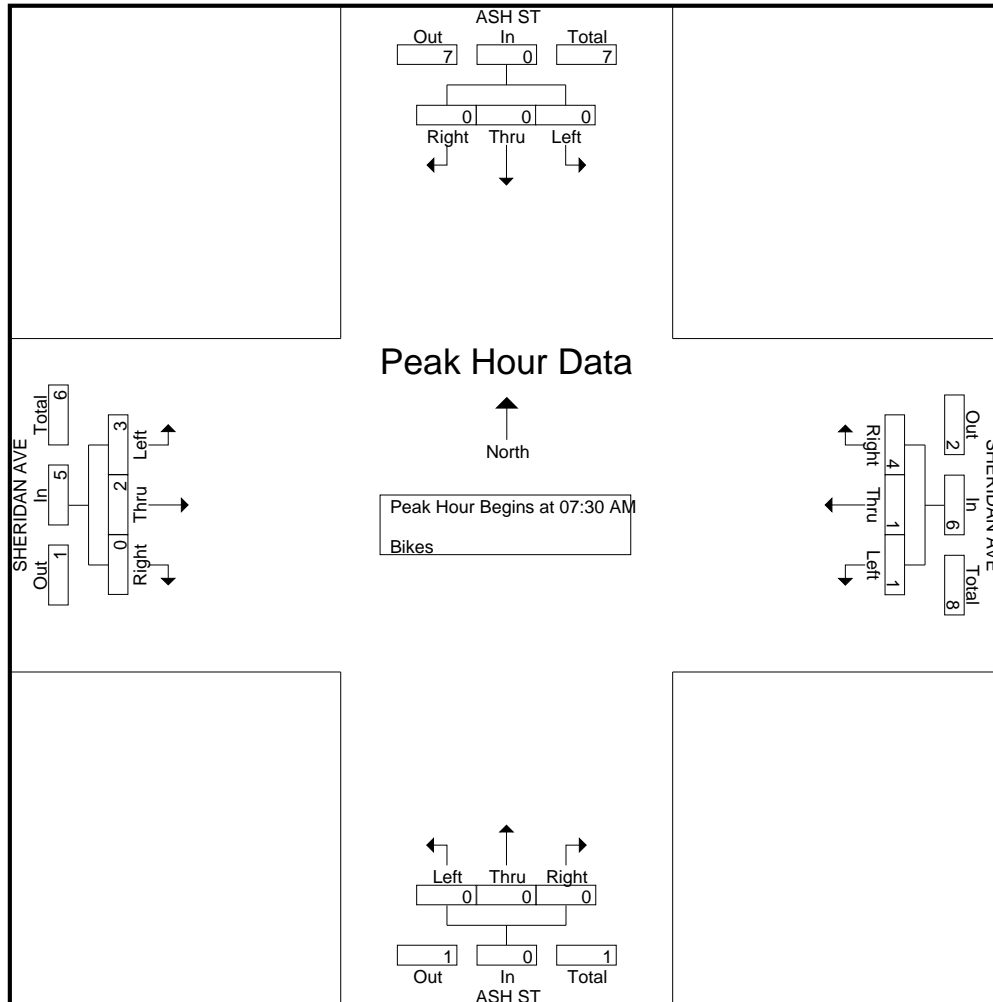 ASH ST
Out In Total
7 0 7
0 0 0
Right Thru Left
Peak Hour Data
North
Peak Hour Begins at 07:30 AM
Bikes
SHERIDAN AVE
Out In Total
1 5 6
3 2 0
Left Thru Right
SHERIDAN AVE
Out In Total
2 6 8
4 1 1
Right Thru Left
Left Thru Right
0 0 0
1 0 1
Out In Total
ASH ST